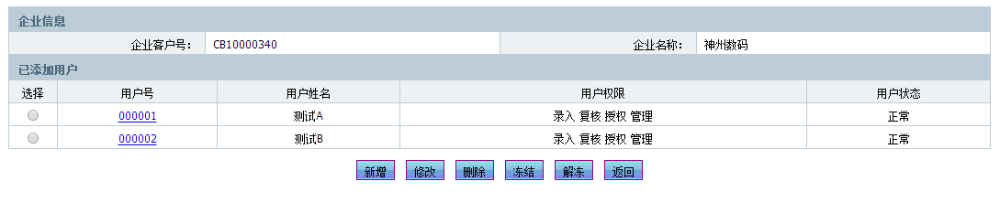 企业信息
企业客户号： CB10000340 企业名称： 神州数码
已添加用户
选择 用户号 用户姓名 用户权限 用户状态
000001 测试A 录入 复核 授权 管理 正常
000002 测试B 录入 复核 授权 管理 正常
新增 修改 删除 冻结 解冻 返回